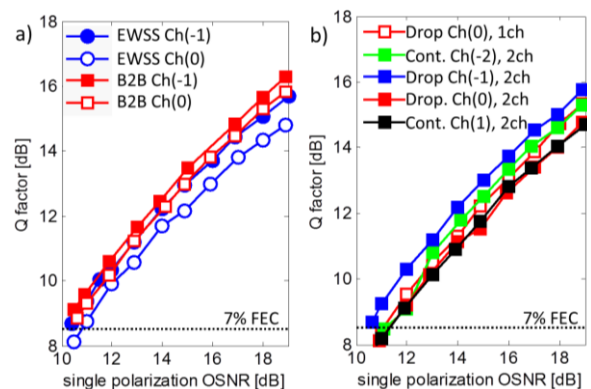 a)
EWSS Ch(-1)
EWSS Ch(0)
B2B Ch(-1)
B2B Ch(0)
Q factor [dB]
18
16
14
12
10
8
7% FEC
10 12 14 16 18
single polarization OSNR [dB]
b)
Drop Ch(0), 1ch
Cont. Ch(-2), 2ch
Drop Ch(-1), 2ch
Drop. Ch(0), 2ch
Cont. Ch(1), 2ch
Q factor [dB]
18
16
14
12
10
8
7% FEC
10 12 14 16 18
single polarization OSNR [dB]